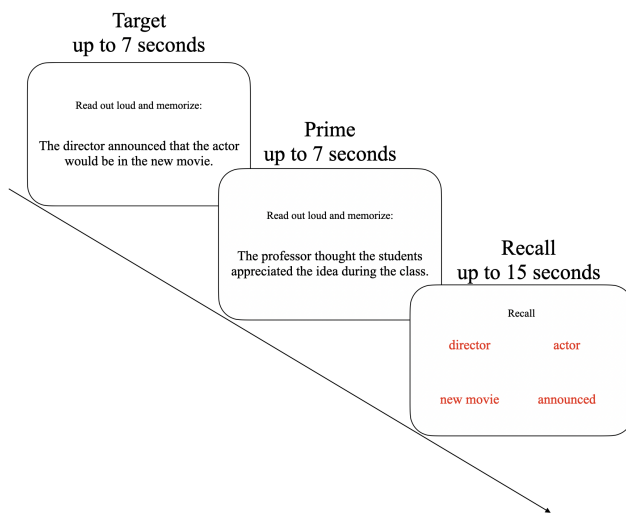 Target
up to 7 seconds
Read out loud and memorize:
The director announced that the actor
would be in the new movie.
Prime
up to 7 seconds
Read out loud and memorize:
The professor thought the students
appreciated the idea during the class.
Recall
up to 15 seconds
Recall
director actor
new movie announced